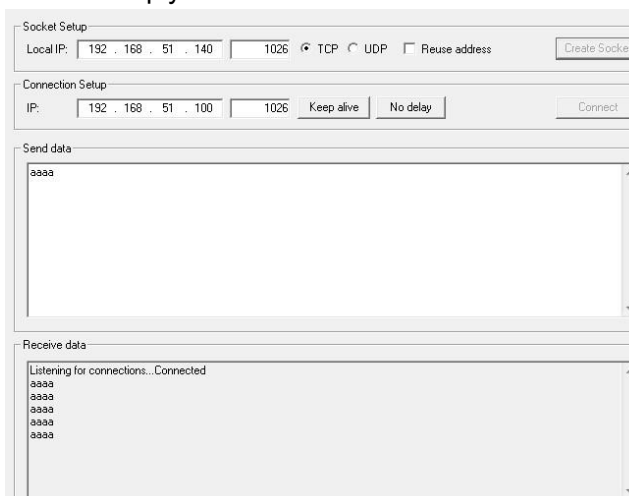 Socket Setup
Local IP: 192 . 168 . 51 . 140 1026 TCP UDP Reuse address Create Socke
Connection Setup
IP: 192 . 168 . 51 . 100 1026 Keep alive No delay Connect
Send data
aaaa
Receive data
Listening for connections...Connected
aaaa
aaaa
aaaa
aaaa
aaaa